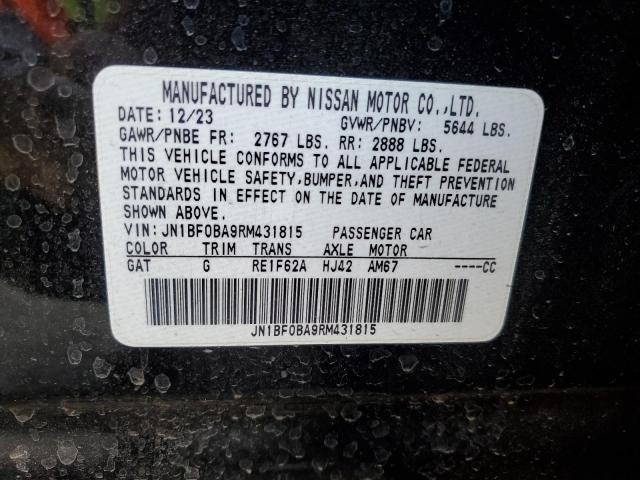 MANUFACTURED BY NISSAN MOTOR CO.,LTD.
DATE: 12/23 GVWR/PNBV: 5644 LBS.
GAWR/PNBE FR: 2767 LBS. RR: 2888 LBS.
THIS VEHICLE CONFORMS TO ALL APPLICABLE FEDERAL
MOTOR VEHICLE SAFETY,BUMPER,AND THEFT PREVENTION
STANDARDS IN EFFECT ON THE DATE OF MANUFACTURE
SHOWN ABOVE.
VIN: JN1BF0BA9RM431815 PASSENGER CAR
COLOR TRIM TRANS AXLE MOTOR
GAT G RE1F62A HJ42 AM67 ----CC
JN1BF0BA9RM431815